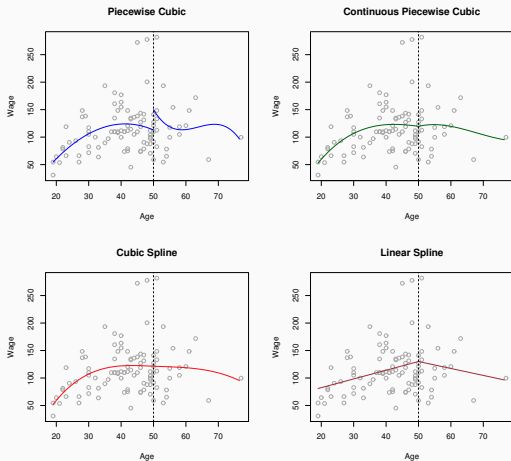 Piecewise Cubic
Wage
50 100 150 200 250
20 30 40 50 60 70
Age
Continuous Piecewise Cubic
Wage
50 100 150 200 250
20 30 40 50 60 70
Age
Cubic Spline
Wage
50 100 150 200 250
20 30 40 50 60 70
Age
Linear Spline
Wage
50 100 150 200 250
20 30 40 50 60 70
Age